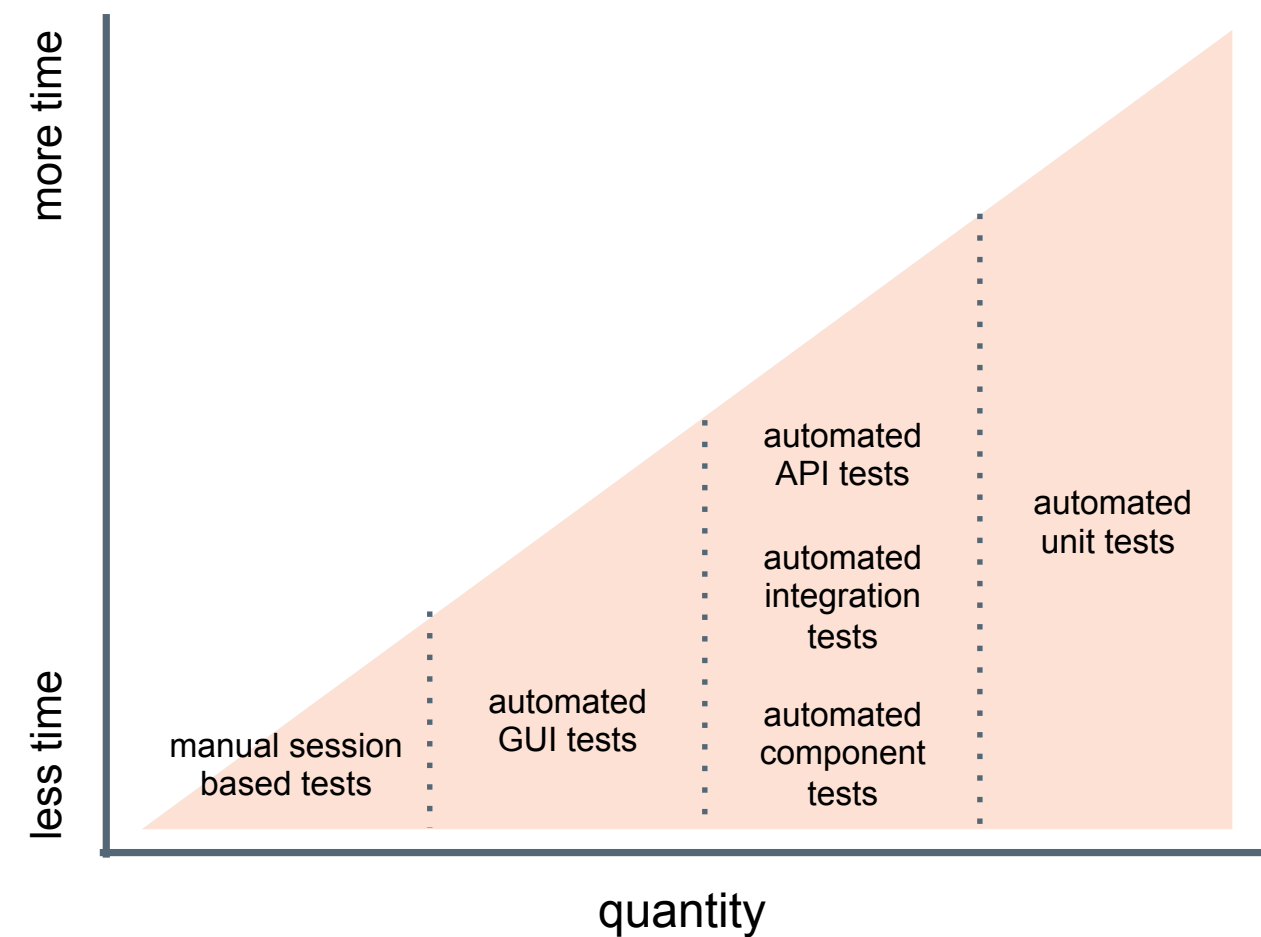 more time
less time
manual session
based tests
automated
GUI tests
automated
API tests
automated
integration
tests
automated
component
tests
automated
unit tests
quantity